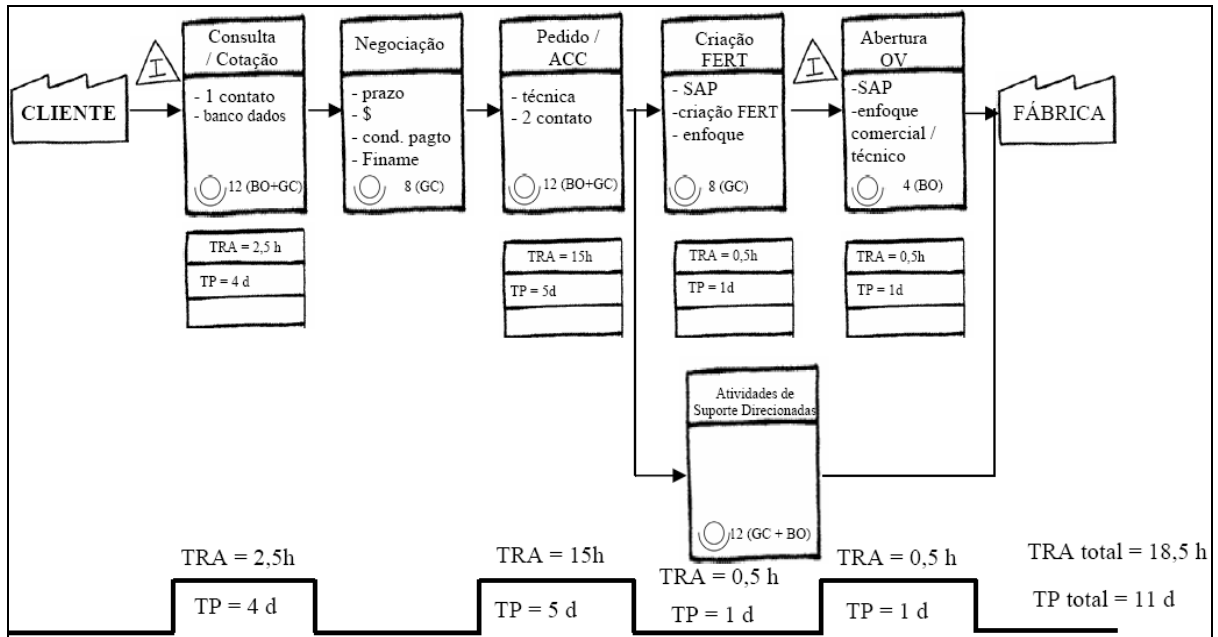 CLIENTE
I
Consulta
/ Cotação
- 1 contato
- banco dados
12 (BO+GC)
TRA = 2,5 h
TP = 4 d
Negociação
- prazo
- $
- cond. pagto
- Finame
8 (GC)
Pedido /
ACC
- técnica
- 2 contato
12 (BO+GC)
TRA = 15h
TP = 5d
Criação
FERT
- SAP
-criação FERT
- enfoque
8 (GC)
TRA = 0,5h
TP = 1d
I
Abertura
OV
-SAP
-enfoque
comercial /
técnico
4 (BO)
TRA = 0,5h
TP = 1d
FÁBRICA
Atividades de
Suporte Direcionadas
12 (GC + BO)
TRA = 2,5h
TP = 4 d
TRA = 15h
TP = 5 d
TRA = 0,5 h
TP = 1 d
TRA = 0,5 h
TP = 1 d
TRA total = 18,5 h
TP total = 11 d